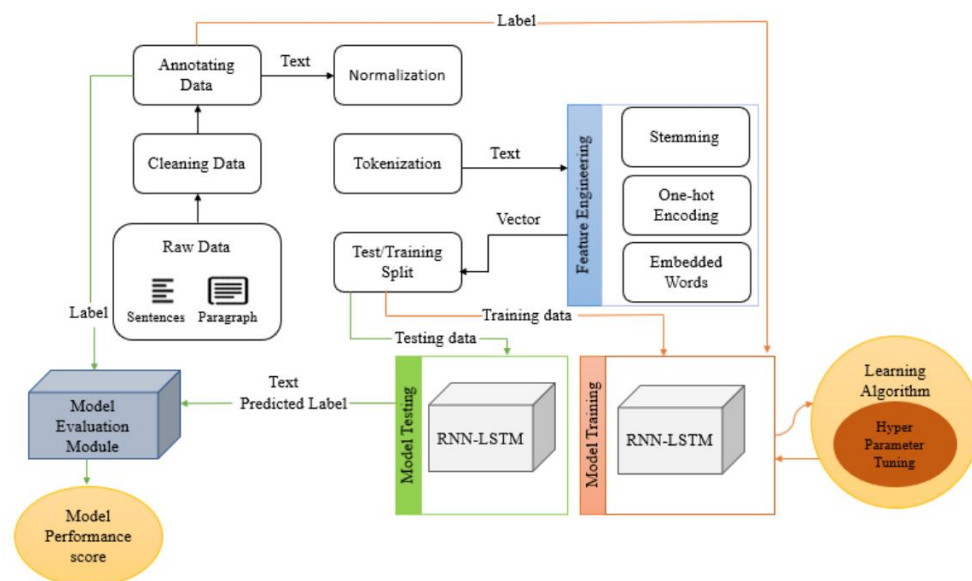 Label
Annotating
Data
Text
Normalization
Cleaning Data
Tokenization
Text
Feature Engineering
Stemming
One-hot
Encoding
Embedded
Words
Vector
Raw Data
Sentences
Paragraph
Test/Training
Split
Label
Training data
Testing data
Text
Predicted Label
Model
Evaluation
Module
Model Testing
RNN-LSTM
Model Training
RNN-LSTM
Learning
Algorithm
Hyper
Parameter
Tuning
Model
Performance
score